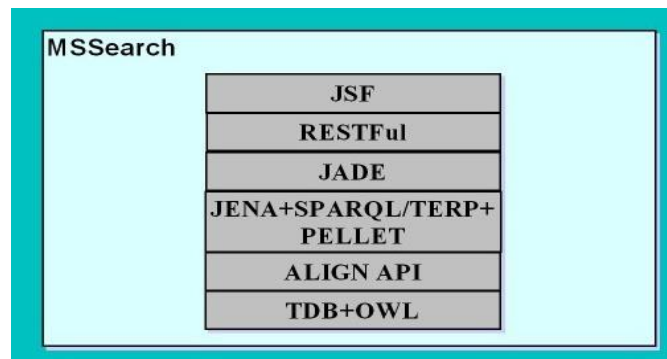 MSSearch
JSF
RESTFul
JADE
JENA+SPARQL/TERP+
PELLET
ALIGN API
TDB+OWL